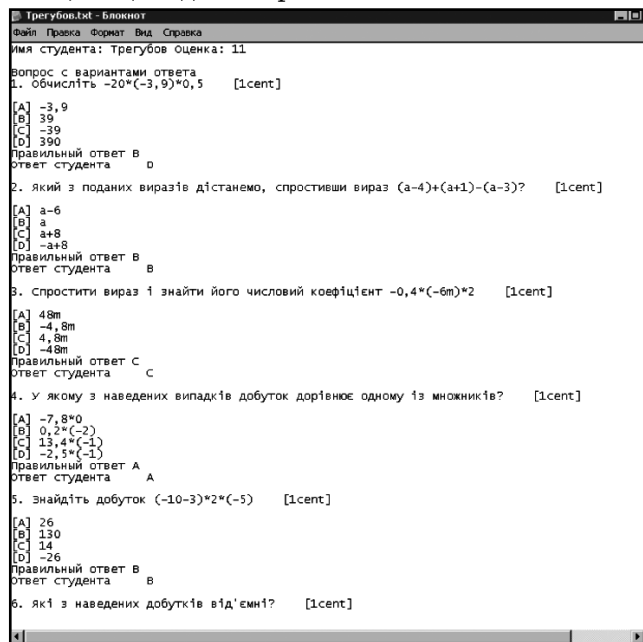 Трегубов.txt - Блокнот
Файл Правка Формат Вид Справка
Имя студента: Трегубов Оценка: 11
Вопрос с вариантами ответа
1. Обчисліть -20*(-3,9)*0,5 [1cent]
[A] -3,9
[B] 39
[C] -39
[D] 390
Правильный ответ B
Ответ студента D
2. Який з поданих виразів дістанемо, спростивши вираз (a-4)+(a+1)-(a-3)? [1cent]
[A] a-6
[B] a
[C] a+8
[D] -a+8
Правильный ответ B
Ответ студента B
3. Спростити вираз і знайти його числовий коефіцієнт -0,4*(-6m)*2 [1cent]
[A] 48m
[B] -4,8m
[C] 4,8m
[D] -48m
Правильный ответ C
Ответ студента C
4. У якому з наведених випадків добуток дорівнює одному із множників? [1cent]
[A] -7,8*0
[B] 0,2*(-2)
[C] 13,4*(-1)
[D] -2,5*(-1)
Правильный ответ A
Ответ студента A
5. Знайдіть добуток (-10-3)*2*(-5) [1cent]
[A] 26
[B] 130
[C] 14
[D] -26
Правильный ответ B
Ответ студента B
6. Які з наведених добутків від'ємні? [1cent]